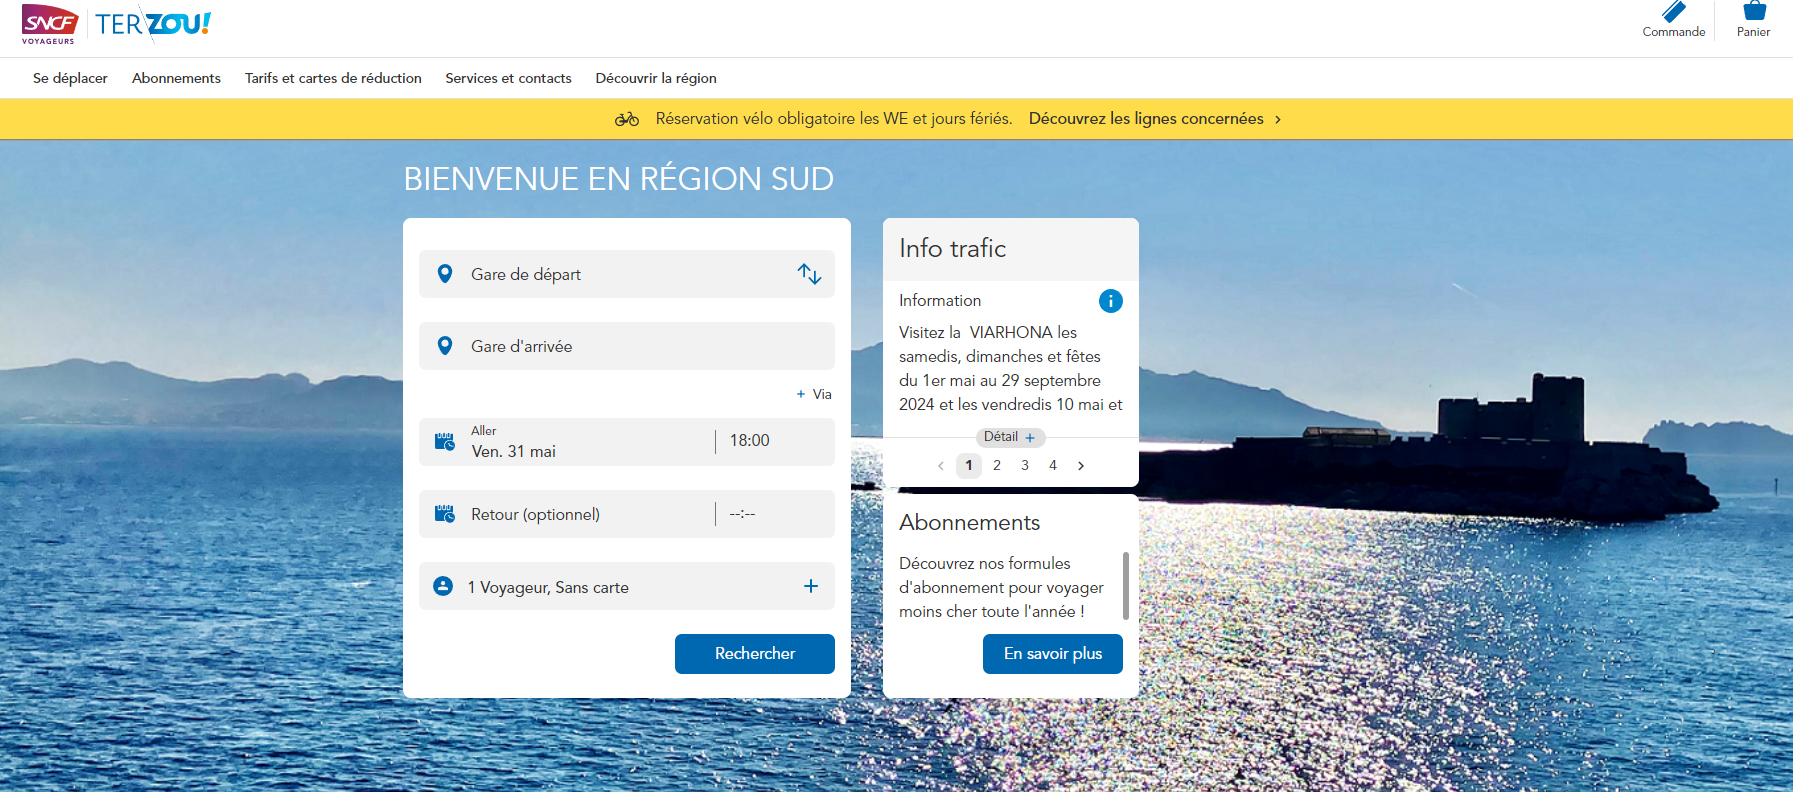 SNCF
VOYAGEURS
TER ZOU!
Commande
Panier
Se déplacer
Abonnements
Tarifs et cartes de réduction
Services et contacts
Découvrir la région
Réservation vélo obligatoire les WE et jours fériés. Découvrez les lignes concernées >
BIENVENUE EN RÉGION SUD
Gare de départ
Gare d'arrivée
+ Via
Aller
Ven. 31 mai
18:00
Retour (optionnel)
--:--
1 Voyageur, Sans carte
+
Rechercher
Info trafic
Information
i
Visitez la VIARHONA les
samedis, dimanches et fêtes
du 1er mai au 29 septembre
2024 et les vendredis 10 mai et
Détail +
< 1 2 3 4 >
Abonnements
Découvrez nos formules
d'abonnement pour voyager
moins cher toute l'année !
En savoir plus